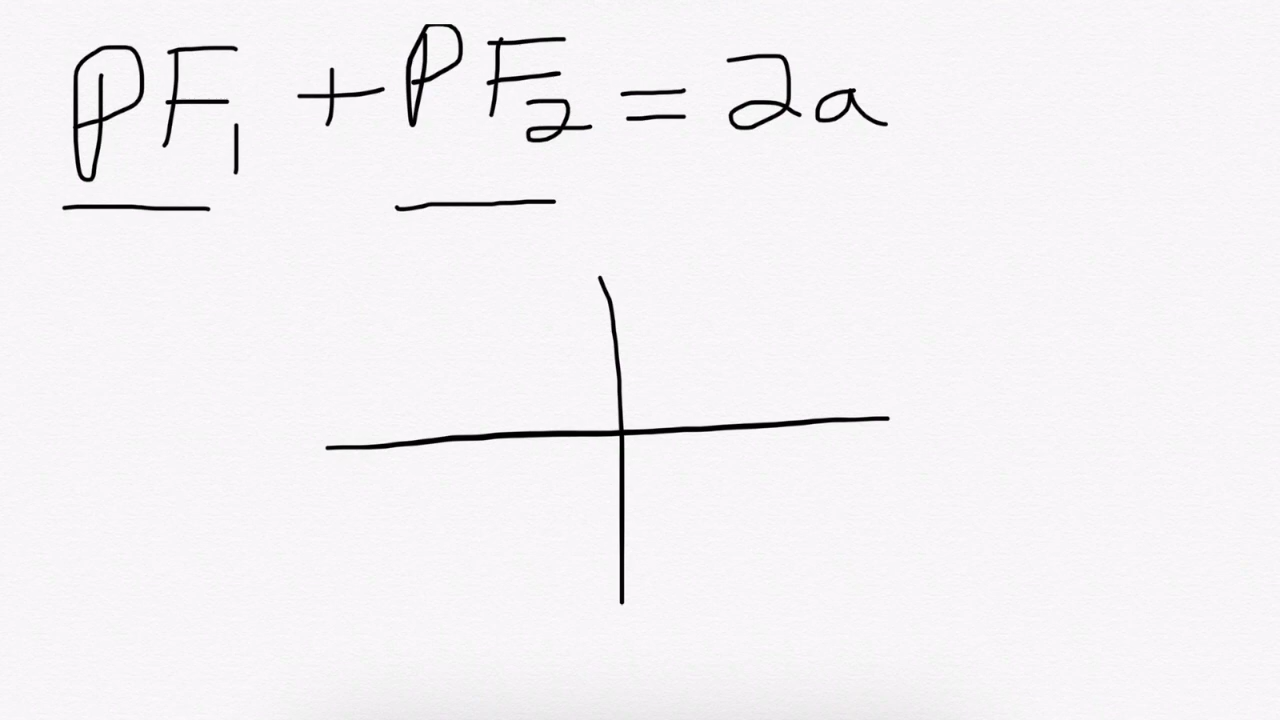 PF₁ + PF₂ = 2a